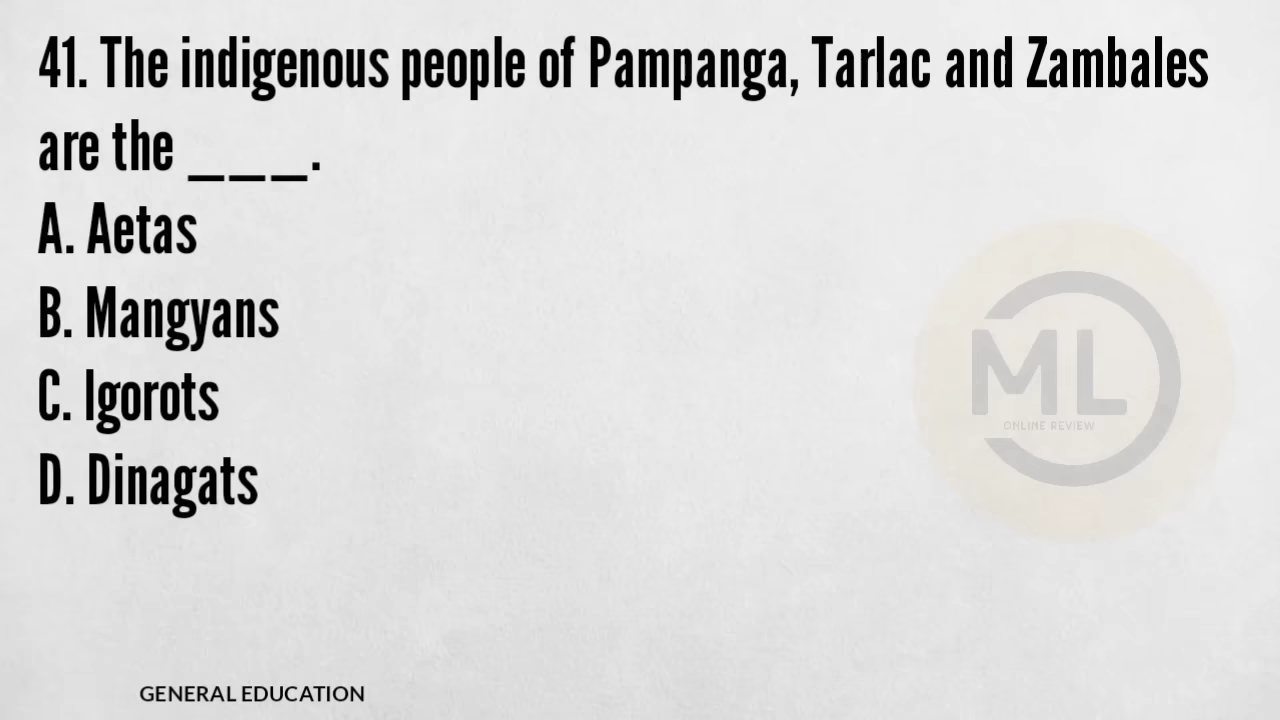 41. The indigenous people of Pampanga, Tarlac and Zambales
are the ___.
A. Aetas
B. Mangyans
C. Igorots
D. Dinagats
ML
ONLINE REVIEW
GENERAL EDUCATION